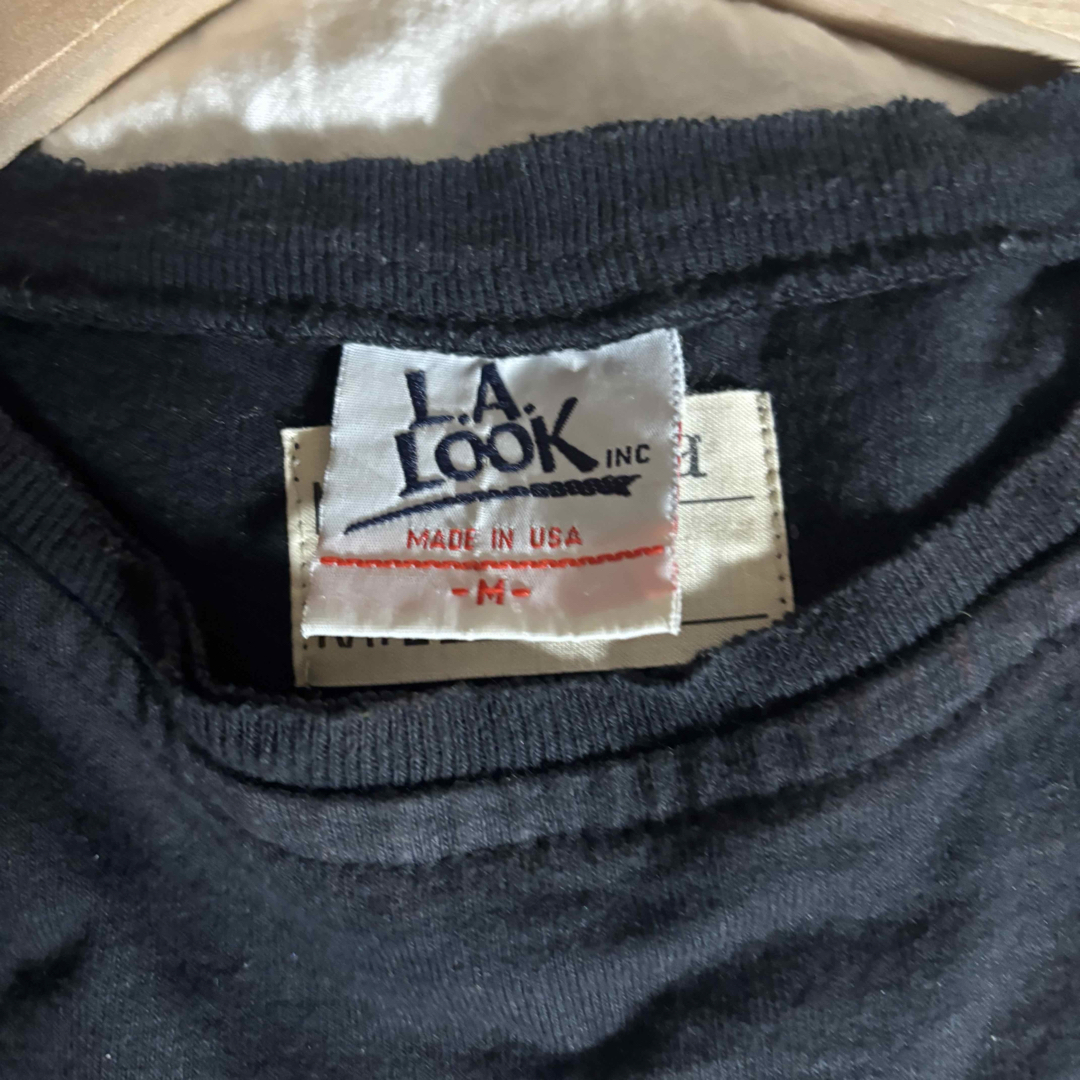 L.A.
LOOK INC
MADE IN USA
-M-